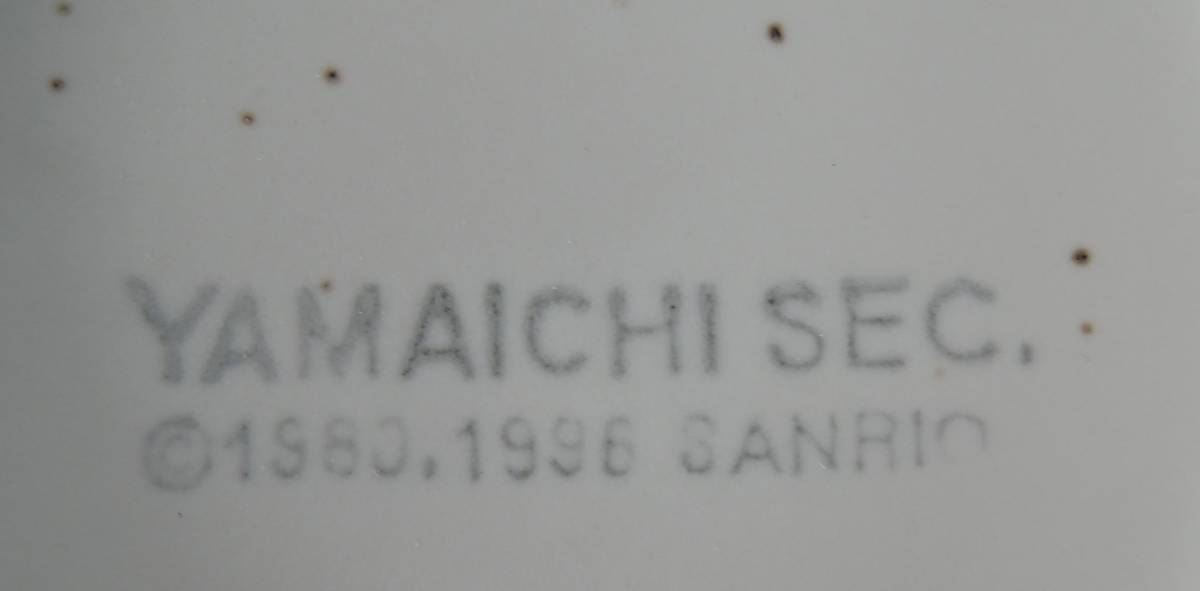 YAMAICHI SEC.
©1980,1996 SANRIO